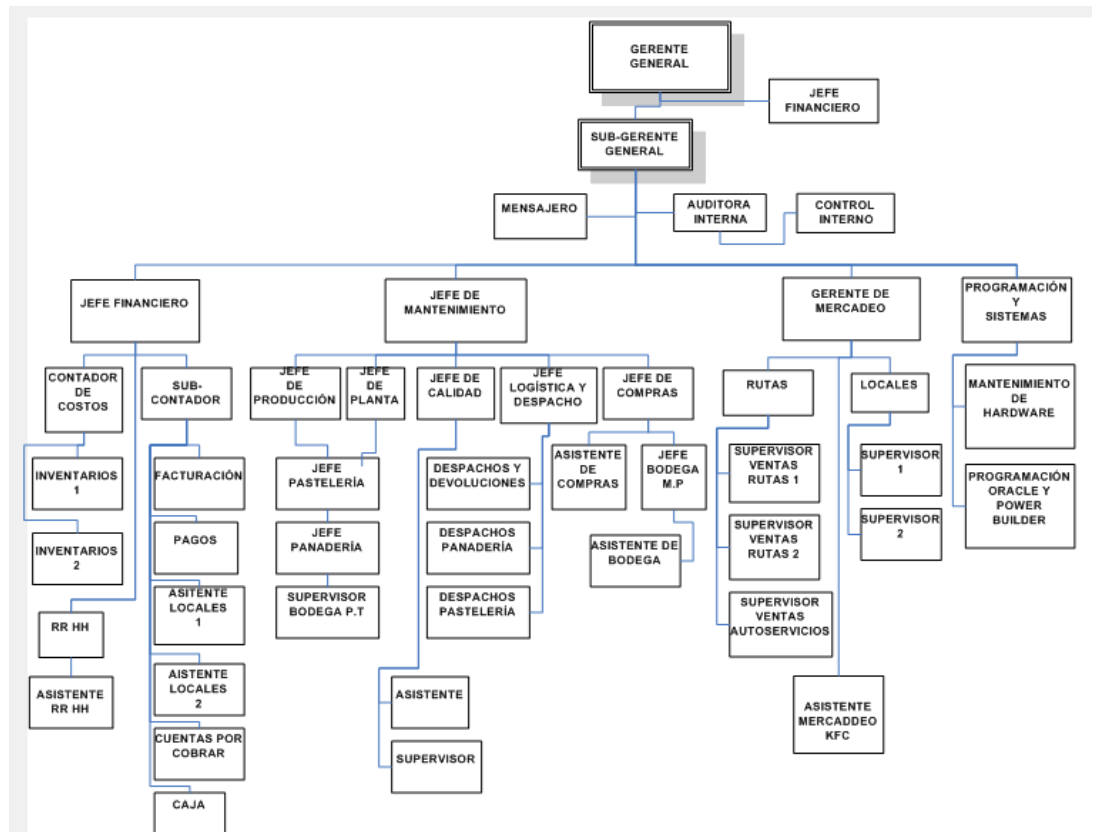 GERENTE
GENERAL
JEFE
FINANCIERO
SUB-GERENTE
GENERAL
MENSAJERO
AUDITORA
INTERNA
CONTROL
INTERNO
JEFE FINANCIERO
JEFE DE
MANTENIMIENTO
GERENTE DE
MERCADEO
PROGRAMACIÓN
Y
SISTEMAS
CONTADOR
DE
COSTOS
SUB-
CONTADOR
JEFE
DE
PRODUCCIÓN
JEFE
DE
PLANTA
JEFE DE
CALIDAD
JEFE
LOGÍSTICA Y
DESPACHO
JEFE DE
COMPRAS
RUTAS
LOCALES
MANTENIMIENTO
DE
HARDWARE
INVENTARIOS
1
FACTURACIÓN
JEFE
PASTELERÍA
DESPACHOS Y
DEVOLUCIONES
ASISTENTE
DE
COMPRAS
JEFE
BODEGA
M.P
SUPERVISOR
VENTAS
RUTAS 1
SUPERVISOR
1
PROGRAMACIÓN
ORACLE Y
POWER
BUILDER
INVENTARIOS
2
PAGOS
JEFE
PANADERÍA
DESPACHOS
PANADERÍA
ASISTENTE DE
BODEGA
SUPERVISOR
VENTAS
RUTAS 2
SUPERVISOR
2
RR HH
ASITENTE
LOCALES
1
SUPERVISOR
BODEGA P.T
DESPACHOS
PASTELERÍA
SUPERVISOR
VENTAS
AUTOSERVICIOS
ASISTENTE
RR HH
AISTENTE
LOCALES
2
ASISTENTE
ASISTENTE
MERCADDEO
KFC
CUENTAS POR
COBRAR
SUPERVISOR
CAJA